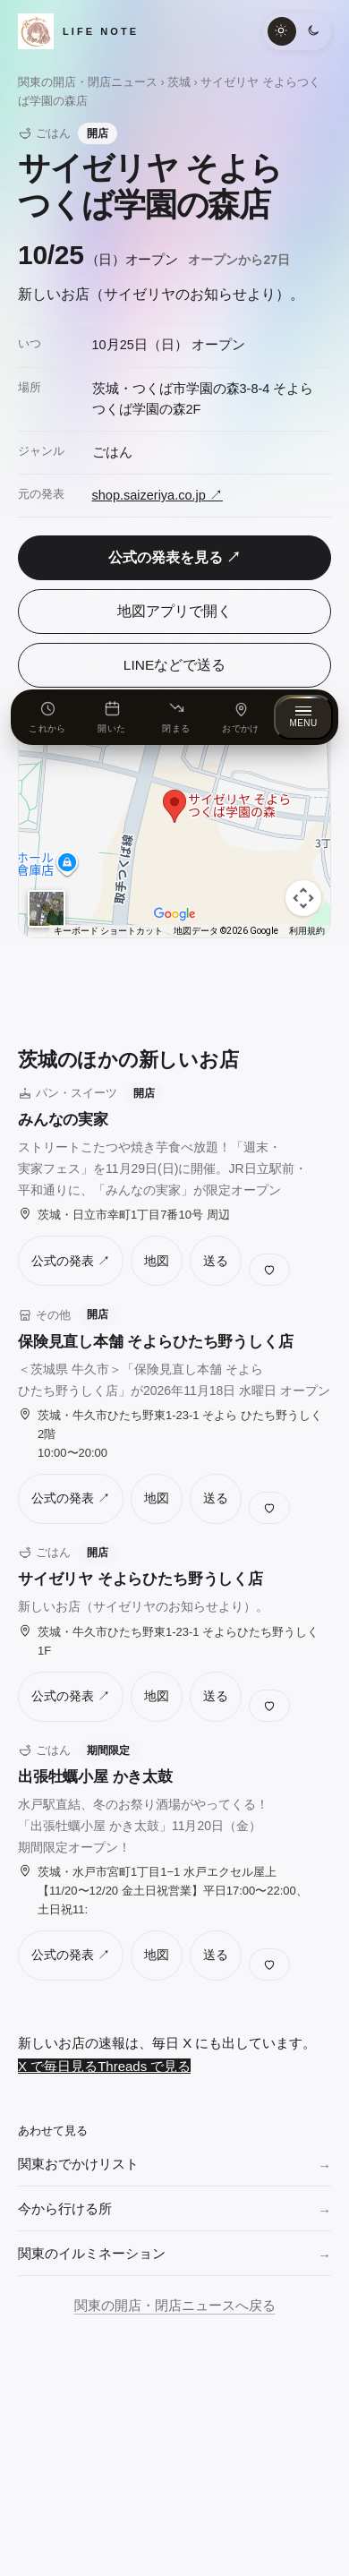 LIFE NOTE
関東の開店・閉店ニュース › 茨城 › サイゼリヤ そよらつく
ば学園の森店
ごはん 開店
サイゼリヤ そよら
つくば学園の森店
10/25（日）オープン オープンから27日
新しいお店（サイゼリヤのお知らせより）。
いつ 10月25日（日） オープン
場所 茨城・つくば市学園の森3-8-4 そよら
つくば学園の森2F
ジャンル ごはん
元の発表 shop.saizeriya.co.jp ↗
公式の発表を見る ↗
地図アプリで開く
LINEなどで送る
これから 開いた 閉まる おでかけ MENU
サイゼリヤ そよら
つくば学園の森
3丁
ホール
倉庫店
取手つくば線
Google
キーボード ショートカット 地図データ ©2026 Google 利用規約
茨城のほかの新しいお店
パン・スイーツ 開店
みんなの実家
ストリートこたつや焼き芋食べ放題！「週末・
実家フェス」を11月29日(日)に開催。JR日立駅前・
平和通りに、「みんなの実家」が限定オープン
茨城・日立市幸町1丁目7番10号 周辺
公式の発表 ↗ 地図 送る
その他 開店
保険見直し本舗 そよらひたち野うしく店
＜茨城県 牛久市＞「保険見直し本舗 そよら
ひたち野うしく店」が2026年11月18日 水曜日 オープン
茨城・牛久市ひたち野東1-23-1 そよら ひたち野うしく
2階
10:00〜20:00
公式の発表 ↗ 地図 送る
ごはん 開店
サイゼリヤ そよらひたち野うしく店
新しいお店（サイゼリヤのお知らせより）。
茨城・牛久市ひたち野東1-23-1 そよらひたち野うしく
1F
公式の発表 ↗ 地図 送る
ごはん 期間限定
出張牡蠣小屋 かき太鼓
水戸駅直結、冬のお祭り酒場がやってくる！
「出張牡蠣小屋 かき太鼓」11月20日（金）
期間限定オープン！
茨城・水戸市宮町1丁目1−1 水戸エクセル屋上
【11/20〜12/20 金土日祝営業】平日17:00〜22:00、
土日祝11:
公式の発表 ↗ 地図 送る
新しいお店の速報は、毎日 X にも出しています。
X で毎日見るThreads で見る
あわせて見る
関東おでかけリスト →
今から行ける所 →
関東のイルミネーション →
関東の開店・閉店ニュースへ戻る